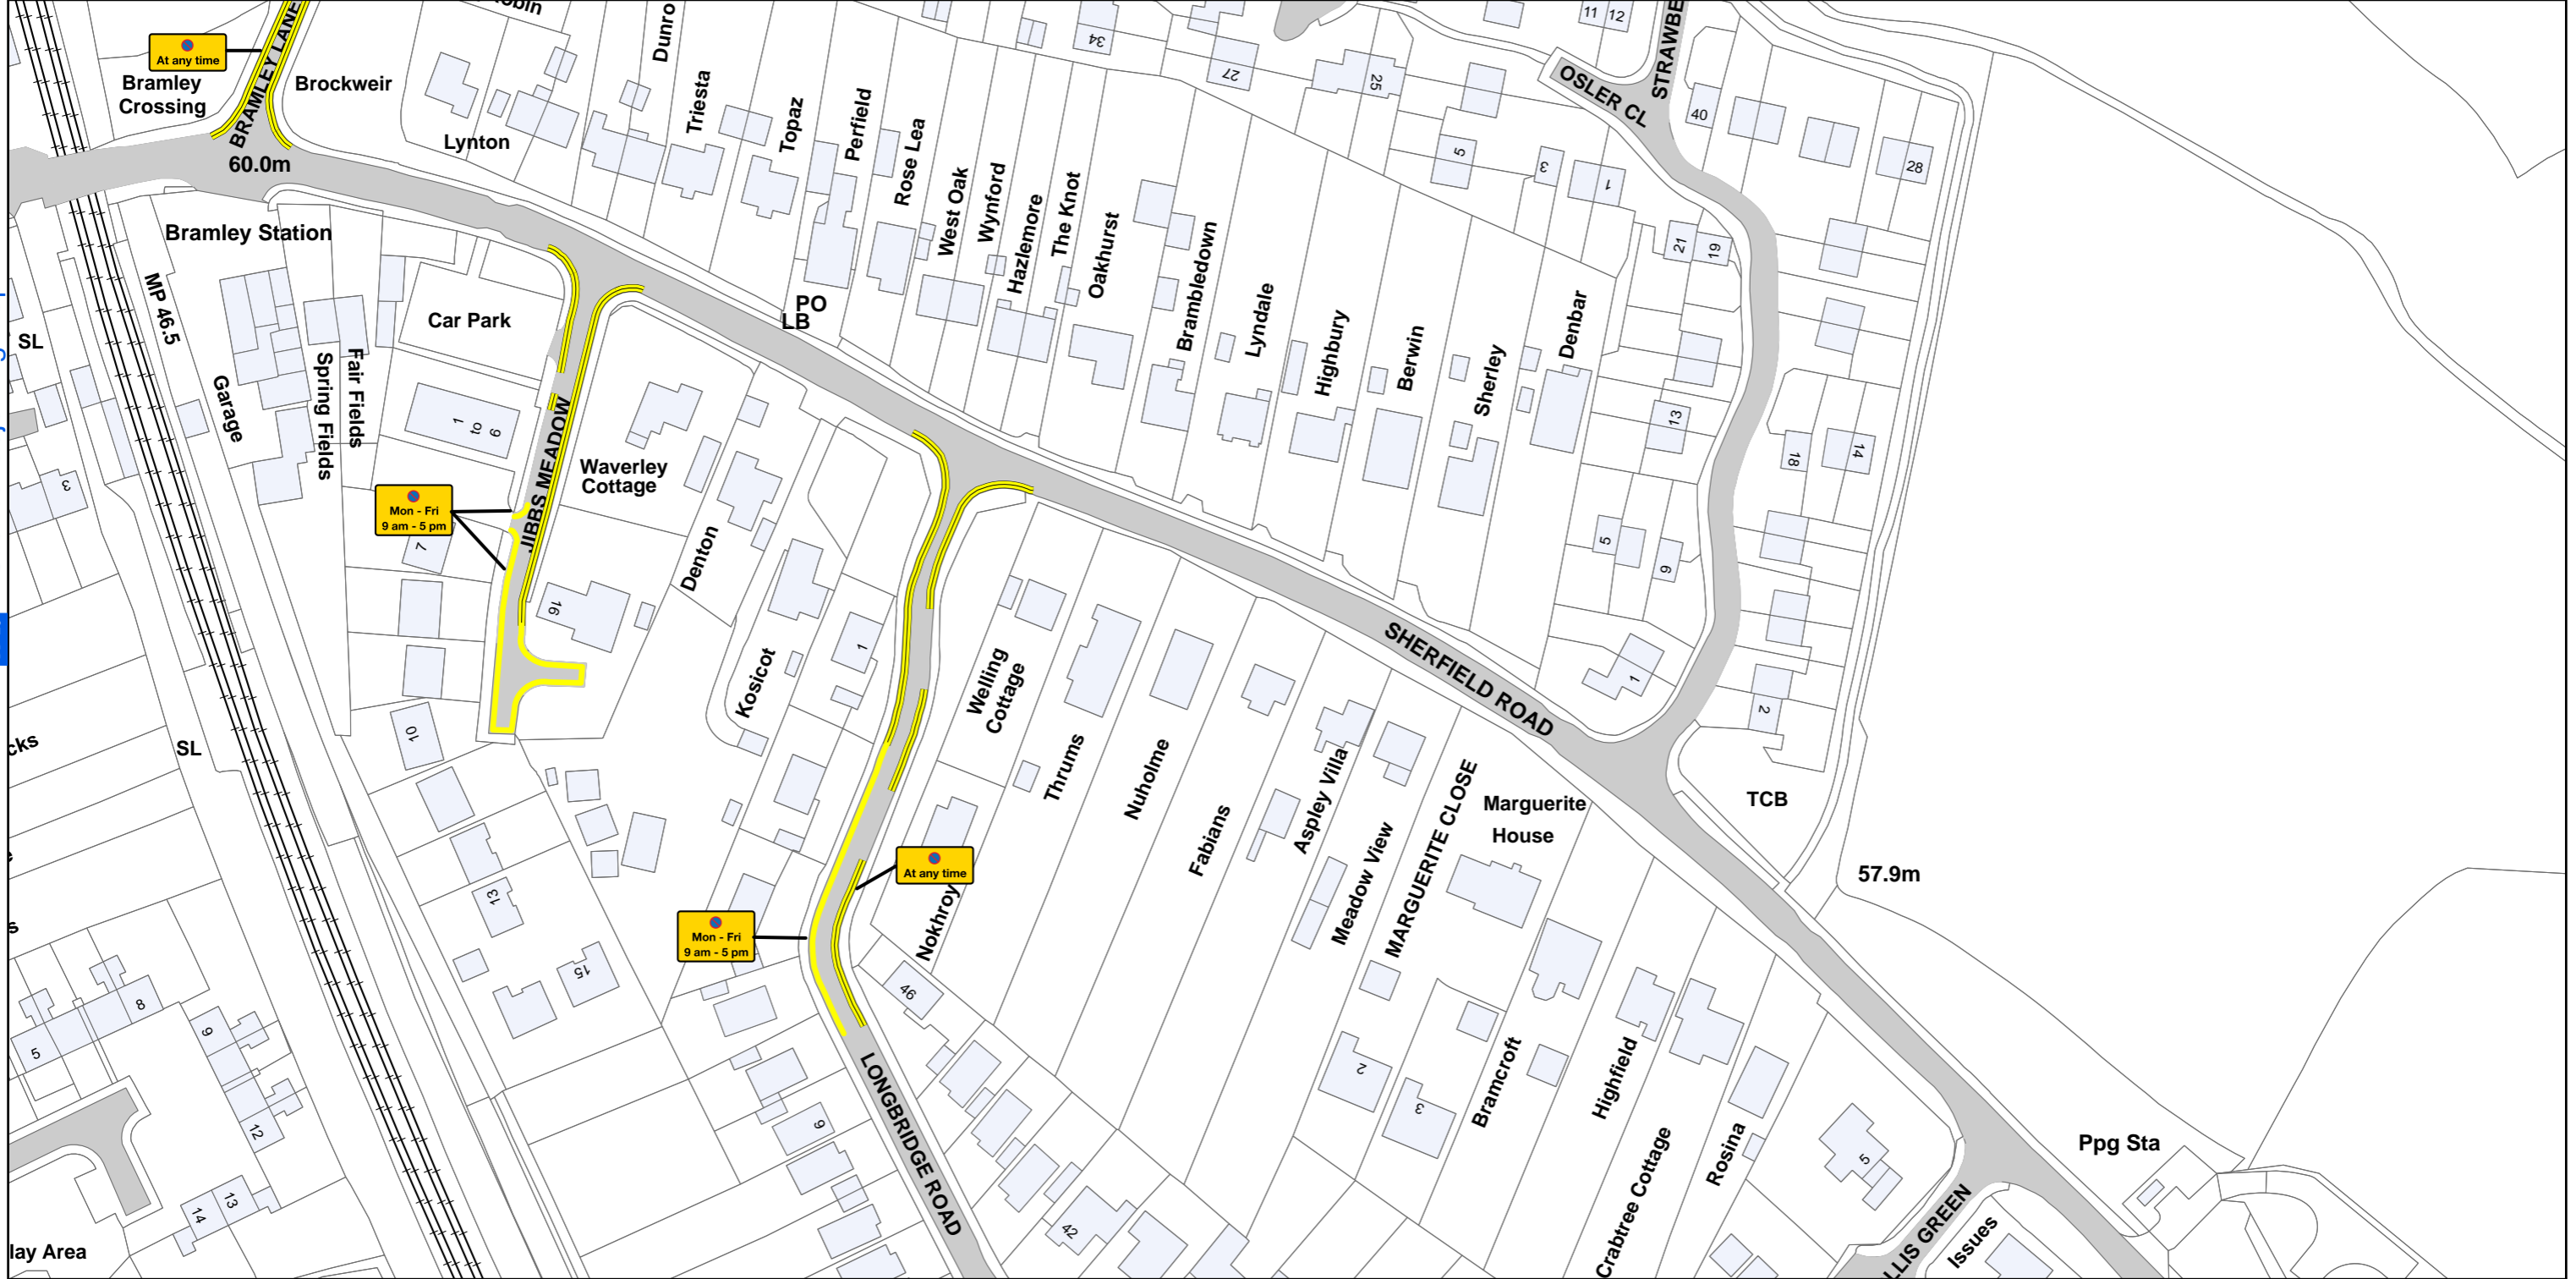 BRAMLEY LANE
At any time
Bramley
Crossing
Brockweir
60.0m
Lynton
Dunro
Triesta
Topaz
Perfield
Rose Lea
West Oak
Wynford
Hazlemore
The Knot
Oakhurst
Brambledown
Lyndale
Highbury
Berwin
Sherley
Denbar
34
27
25
11
12
STRAWBE
OSLER CL
40
28
5
3
1
21
19
13
18
14
5
9
1
2
Bramley Station
MP 46.5
SL
Garage
Spring Fields
Fair Fields
Car Park
1
to
6
PO
LB
JIBBS MEADOW
Waverley
Cottage
Mon - Fri
9 am - 5 pm
7
3
16
Denton
Kosicot
1
Welling
Cottage
Thrums
Nuholme
Fabians
Aspley Villa
Meadow View
MARGUERITE CLOSE
Marguerite
House
SHERFIELD ROAD
TCB
57.9m
cks
SL
10
13
15
At any time
Nokhroy
Mon - Fri
9 am - 5 pm
46
8
5
9
12
13
14
lay Area
9
LONGBRIDGE ROAD
42
2
3
Bramcroft
Highfield
Crabtree Cottage
Rosina
5
LLIS GREEN
Issues
Ppg Sta